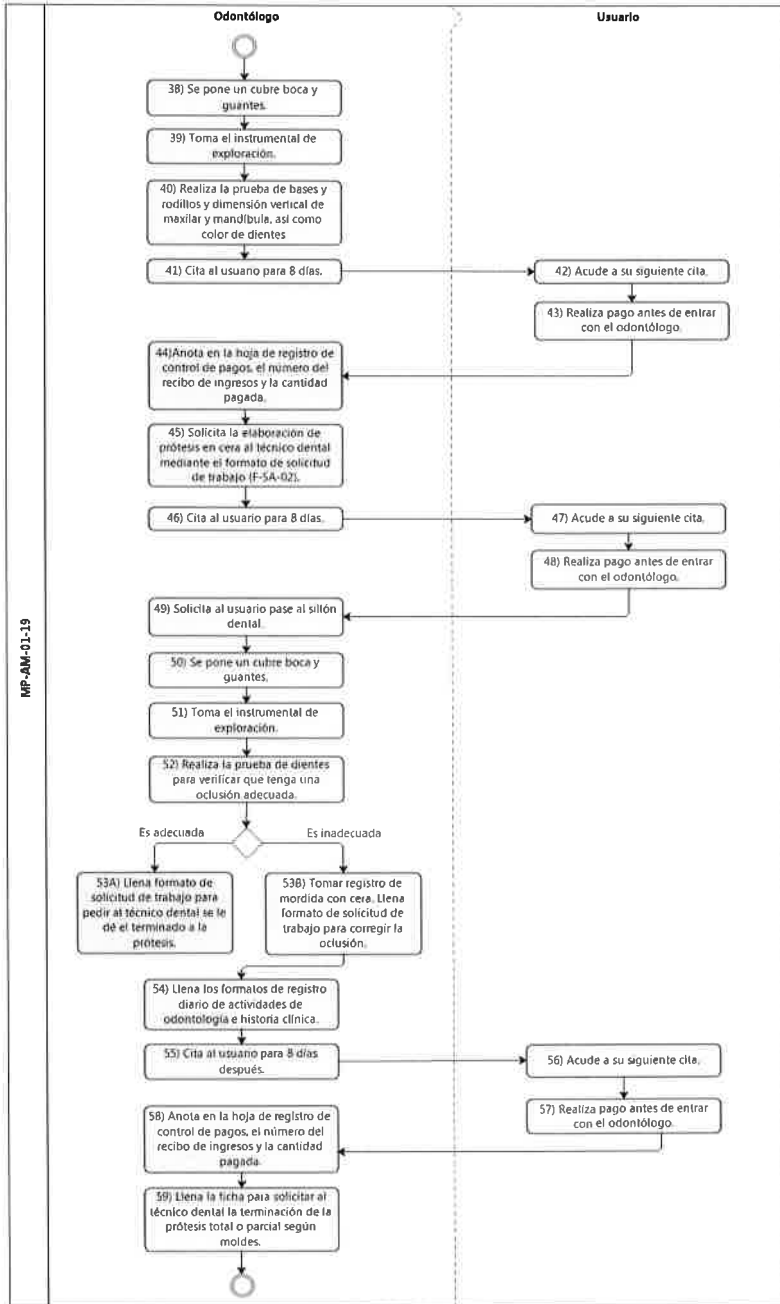 Odontólogo
Usuario
MP-AM-01-19
38) Se pone un cubre boca y
guantes.
39) Toma el instrumental de
exploración.
40) Realiza la prueba de bases y
rodillos y dimensión vertical de
maxilar y mandíbula, así como
color de dientes
41) Cita al usuario para 8 días.
42) Acude a su siguiente cita.
43) Realiza pago antes de entrar
con el odontólogo.
44)Anota en la hoja de registro de
control de pagos, el número del
recibo de ingresos y la cantidad
pagada.
45) Solicita la elaboración de
prótesis en cera al técnico dental
mediante el formato de solicitud
de trabajo (F-SA-02).
46) Cita al usuario para 8 días.
47) Acude a su siguiente cita.
48) Realiza pago antes de entrar
con el odontólogo.
49) Solicita al usuario pase al sillón
dental.
50) Se pone un cubre boca y
guantes.
51) Toma el instrumental de
exploración.
52) Realiza la prueba de dientes
para verificar que tenga una
oclusión adecuada.
Es adecuada
Es inadecuada
53A) Llena formato de
solicitud de trabajo para
pedir al técnico dental se le
dé el terminado a la
prótesis.
53B) Tomar registro de
mordida con cera. Llena
formato de solicitud de
trabajo para corregir la
oclusión.
54) Llena los formatos de registro
diario de actividades de
odontología e historia clínica.
55) Cita al usuario para 8 días
después.
56) Acude a su siguiente cita.
57) Realiza pago antes de entrar
con el odontólogo.
58) Anota en la hoja de registro de
control de pagos, el número del
recibo de ingresos y la cantidad
pagada.
59) Llena la ficha para solicitar al
técnico dental la terminación de la
prótesis total o parcial según
moldes.